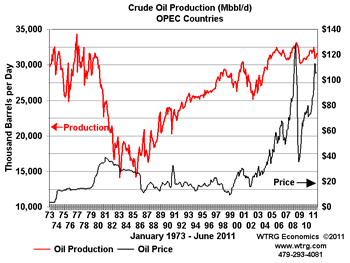 Crude Oil Production (Mbbl/d)
OPEC Countries
Thousand Barrels per Day
35,000
30,000
25,000
20,000
15,000
10,000
$140
$120
$100
$80
$60
$40
$20
$0
Production
Price
73 75 77 79 81 83 85 87 89 91 93 95 97 99 01 03 05 07 09 11
74 76 78 80 82 84 86 88 90 92 94 96 98 00 02 04 06 08 10
January 1973 - June 2011
Oil Production
Oil Price
WTRG Economics ©2011
www.wtrg.com
479-293-4081